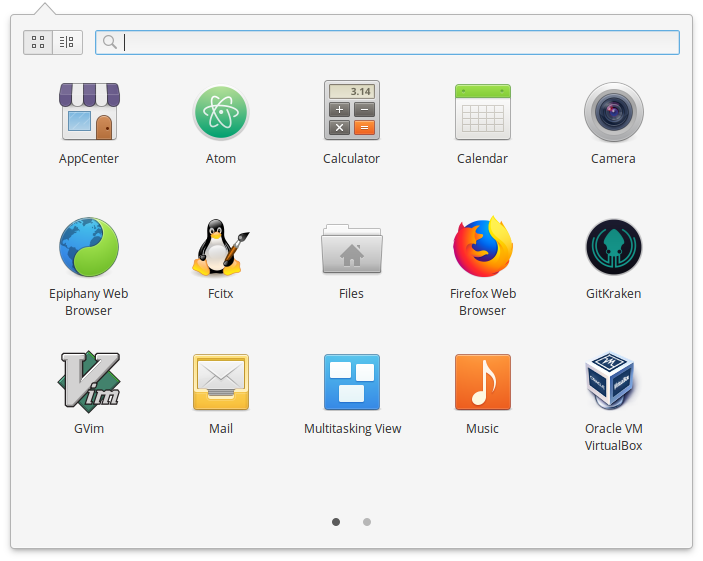 3.14
AppCenter
Atom
Calculator
Calendar
Camera
Epiphany Web
Browser
Fcitx
Files
Firefox Web
Browser
GitKraken
Vim
GVim
Mail
Multitasking View
Music
Oracle VM
VirtualBox